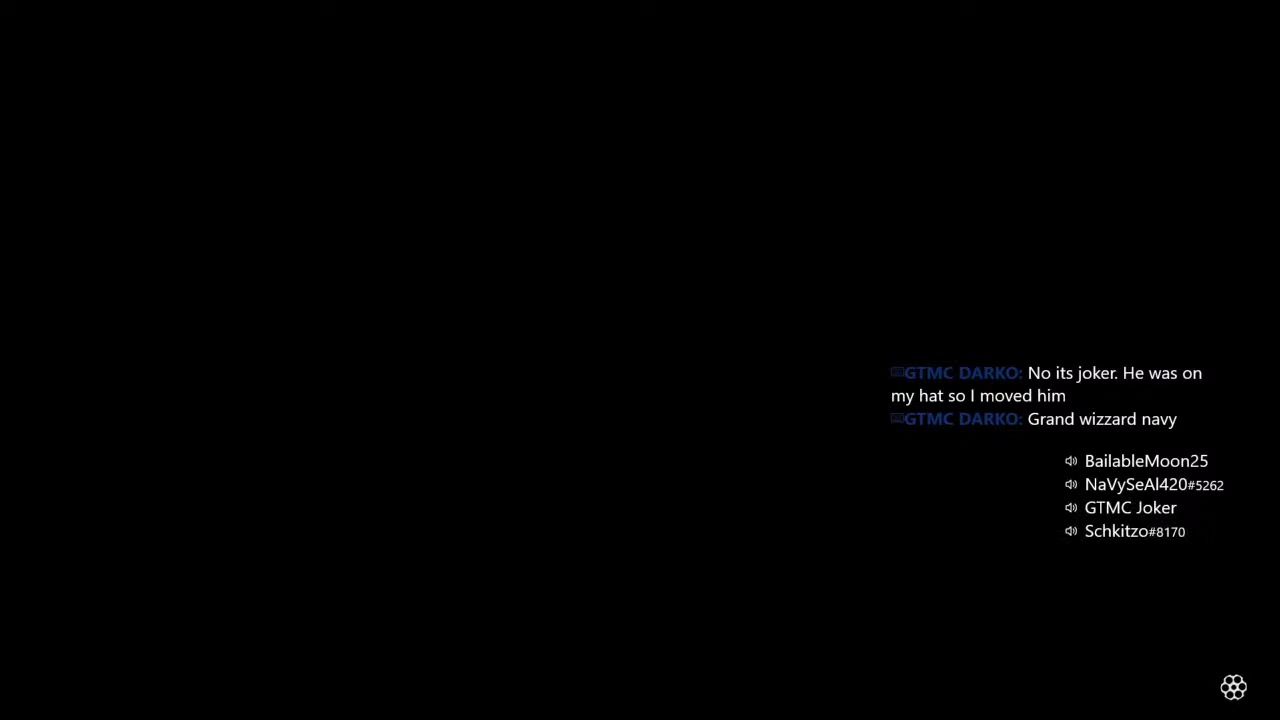 GTMC DARKO: No its joker. He was on
my hat so I moved him
GTMC DARKO: Grand wizzard navy
BailableMoon25
NaVySeAl420#5262
GTMC Joker
Schkitzo#8170